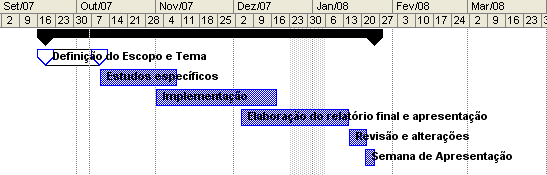 Set/07 Out/07 Nov/07 Dez/07 Jan/08 Fev/08 Mar/08
2 9 16 23 30 7 14 21 28 4 11 18 25 2 9 16 23 30 6 13 20 27 3 10 17 24 2 9 16 23 3
Definição do Escopo e Tema
Estudos específicos
Implementação
Elaboração do relatório final e apresentação
Revisão e alterações
Semana de Apresentação